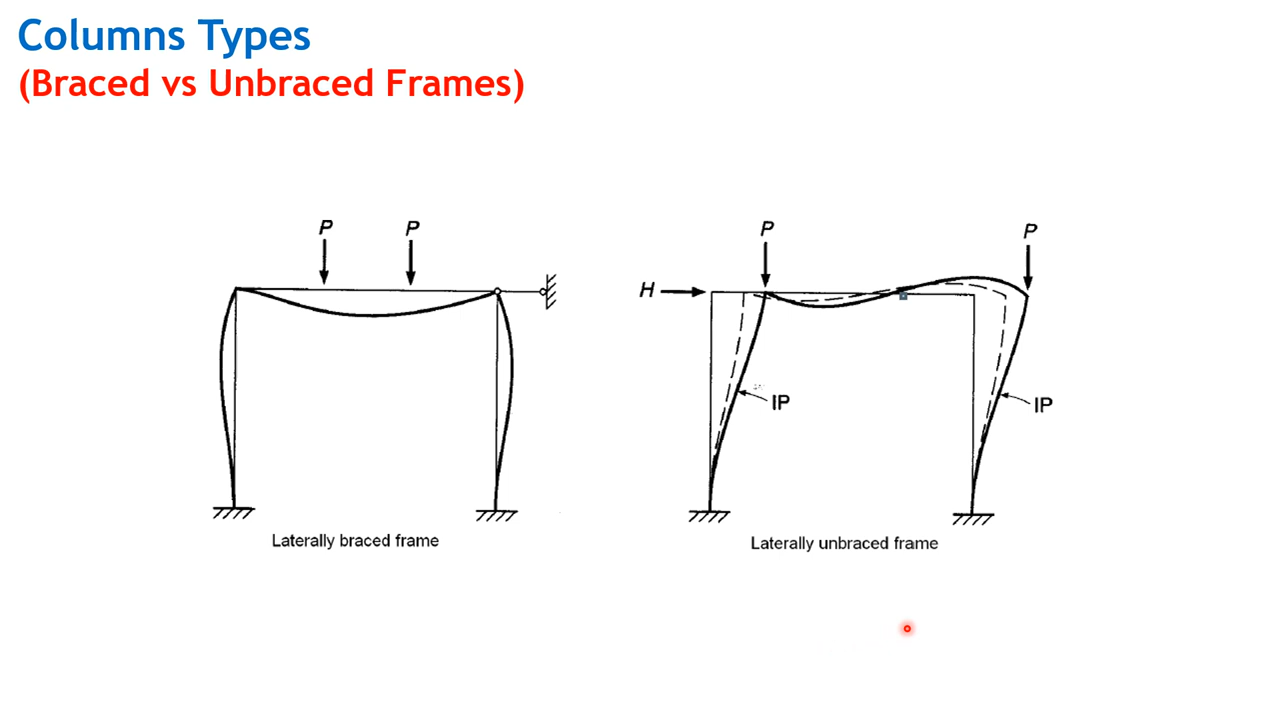 Columns Types
(Braced vs Unbraced Frames)
P P
P
P
H
IP
IP
Laterally braced frame
Laterally unbraced frame